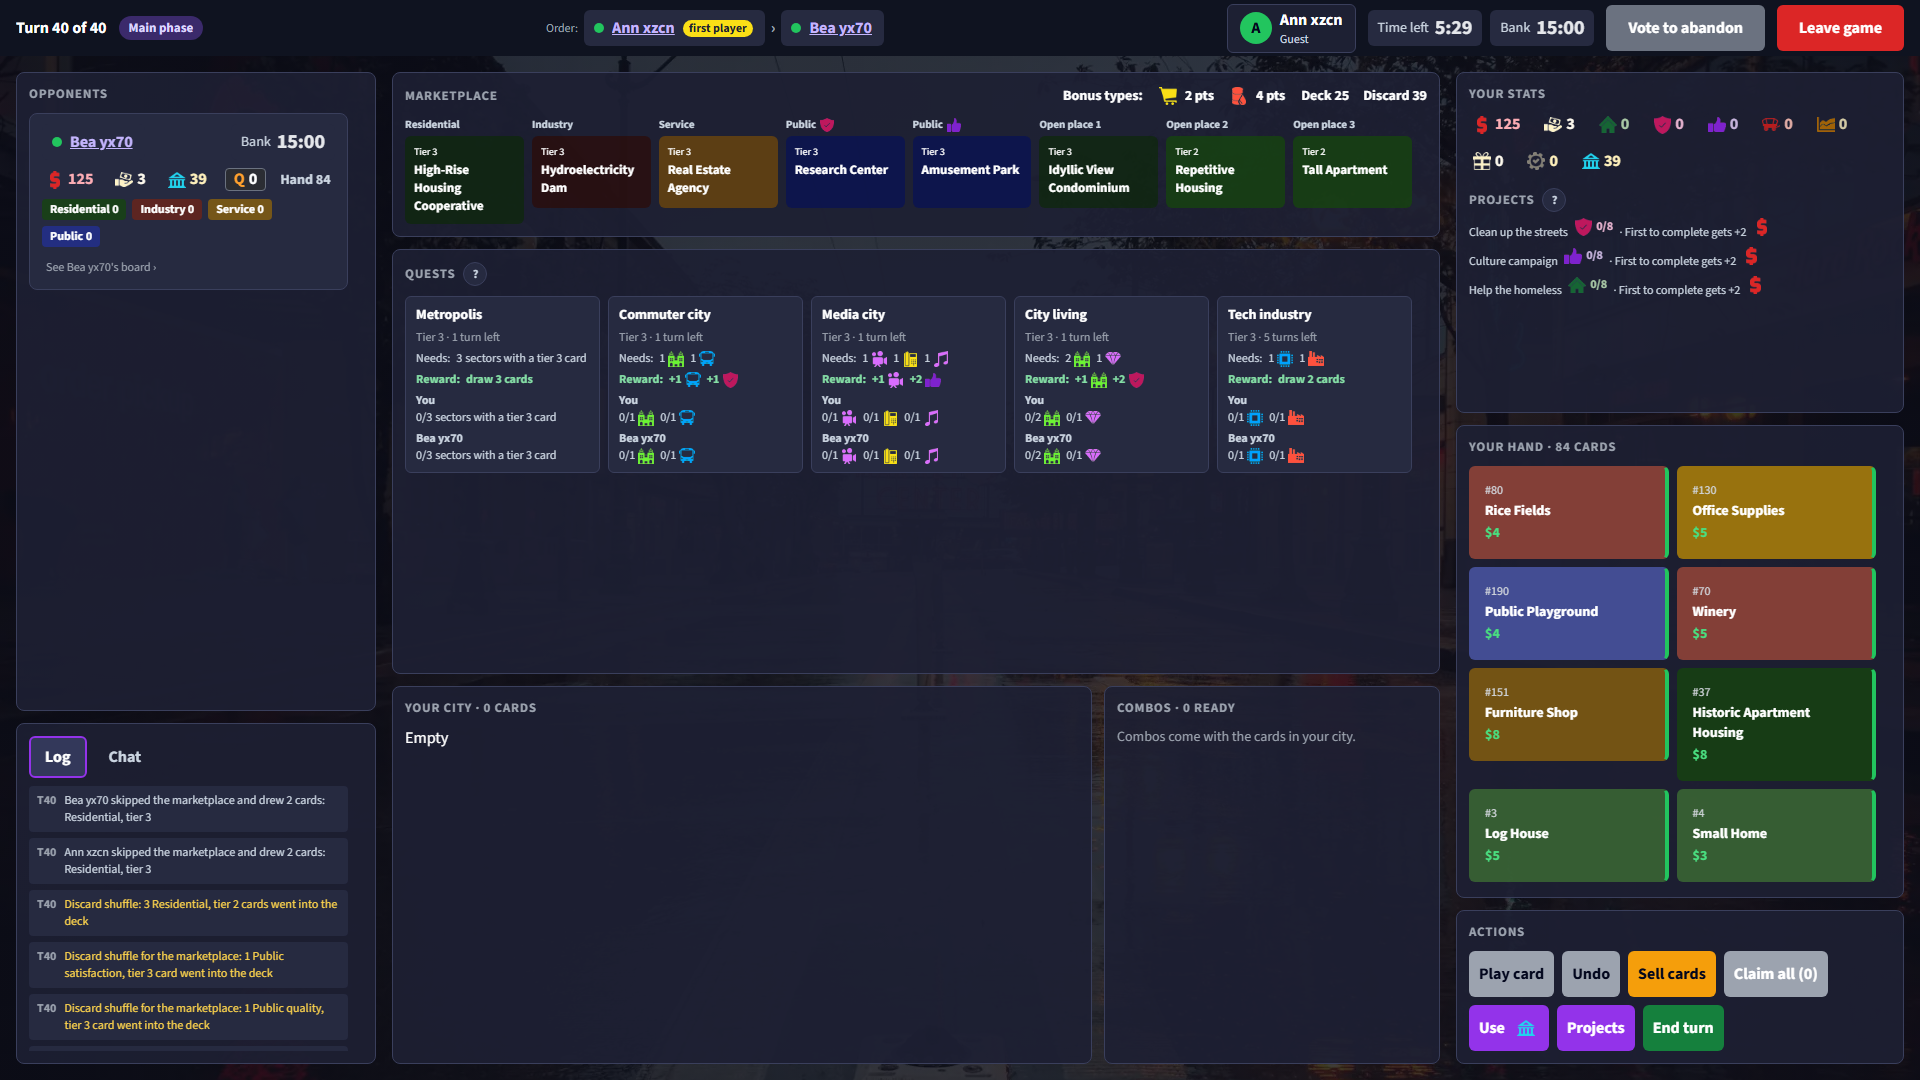 Turn 40 of 40
Main phase
Order:
Ann xzcn first player
›
Bea yx70
A
Ann xzcn
Guest
Time left 5:29
Bank 15:00
Vote to abandon
Leave game
OPPONENTS
Bea yx70
Bank 15:00
125
3
39
Q 0
Hand 84
Residential 0
Industry 0
Service 0
Public 0
See Bea yx70's board ›
Log
Chat
T40 Bea yx70 skipped the marketplace and drew 2 cards:
Residential, tier 3
T40 Ann xzcn skipped the marketplace and drew 2 cards:
Residential, tier 3
T40 Discard shuffle: 3 Residential, tier 2 cards went into the
deck
T40 Discard shuffle for the marketplace: 1 Public
satisfaction, tier 3 card went into the deck
T40 Discard shuffle for the marketplace: 1 Public quality,
tier 3 card went into the deck
MARKETPLACE
Bonus types:
2 pts
4 pts
Deck 25
Discard 39
Residential
Tier 3
High-Rise
Housing
Cooperative
Industry
Tier 3
Hydroelectricity
Dam
Service
Tier 3
Real Estate
Agency
Public
Tier 3
Research Center
Public
Tier 3
Amusement Park
Open place 1
Tier 3
Idyllic View
Condominium
Open place 2
Tier 2
Repetitive
Housing
Open place 3
Tier 2
Tall Apartment
QUESTS ?
Metropolis
Tier 3 · 1 turn left
Needs: 3 sectors with a tier 3 card
Reward: draw 3 cards
You
0/3 sectors with a tier 3 card
Bea yx70
0/3 sectors with a tier 3 card
Commuter city
Tier 3 · 1 turn left
Needs: 1 1
Reward: +1 +1
You
0/1 0/1
Bea yx70
0/1 0/1
Media city
Tier 3 · 1 turn left
Needs: 1 1 1
Reward: +1 +2
You
0/1 0/1 0/1
Bea yx70
0/1 0/1 0/1
City living
Tier 3 · 1 turn left
Needs: 2 1
Reward: +1 +2
You
0/2 0/1
Bea yx70
0/2 0/1
Tech industry
Tier 3 · 5 turns left
Needs: 1 1
Reward: draw 2 cards
You
0/1 0/1
Bea yx70
0/1 0/1
YOUR CITY · 0 CARDS
Empty
COMBOS · 0 READY
Combos come with the cards in your city.
YOUR STATS
125 3 0 0 0 0 0
0 0 39
PROJECTS ?
Clean up the streets 0/8 · First to complete gets +2
Culture campaign 0/8 · First to complete gets +2
Help the homeless 0/8 · First to complete gets +2
YOUR HAND · 84 CARDS
#80
Rice Fields
$4
#130
Office Supplies
$5
#190
Public Playground
$4
#70
Winery
$5
#151
Furniture Shop
$8
#37
Historic Apartment
Housing
$8
#3
Log House
$5
#4
Small Home
$3
ACTIONS
Play card
Undo
Sell cards
Claim all (0)
Use
Projects
End turn